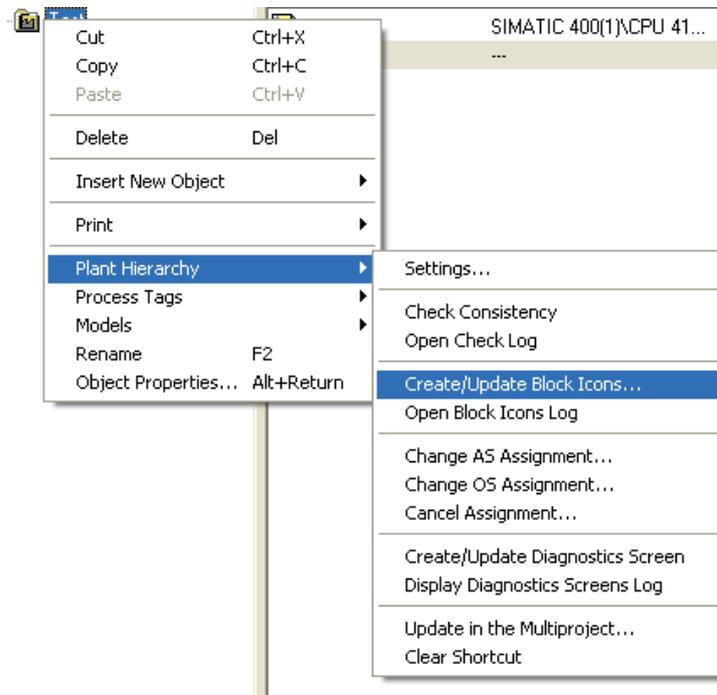 SIMATIC 400(1)\CPU 41...
---
Cut Ctrl+X
Copy Ctrl+C
Paste Ctrl+V
Delete Del
Insert New Object
Print
Plant Hierarchy
Process Tags
Models
Rename F2
Object Properties... Alt+Return
Settings...
Check Consistency
Open Check Log
Create/Update Block Icons...
Open Block Icons Log
Change AS Assignment...
Change OS Assignment...
Cancel Assignment...
Create/Update Diagnostics Screen
Display Diagnostics Screens Log
Update in the Multiproject...
Clear Shortcut